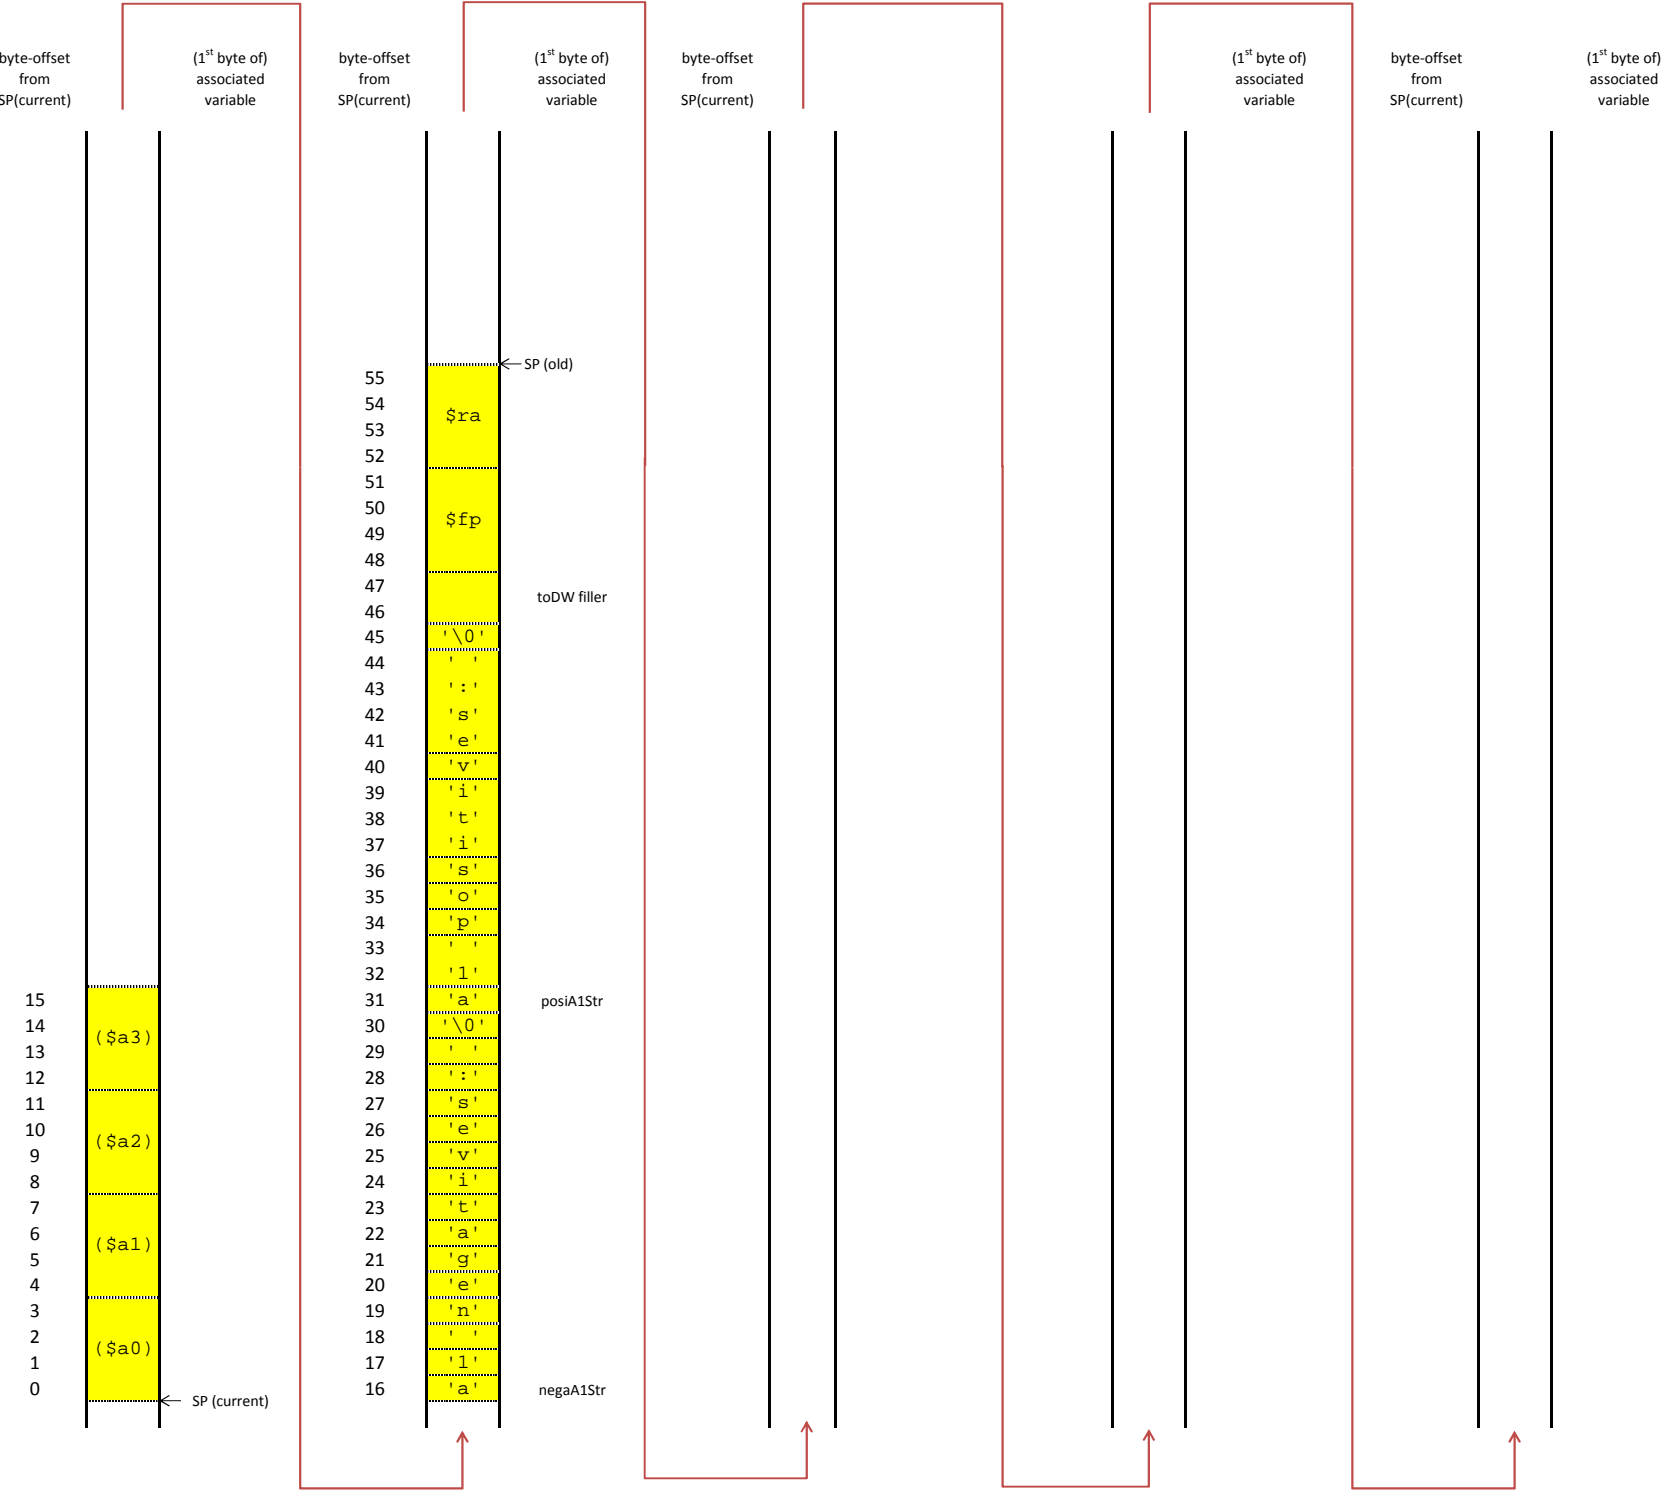 byte-offset
from
SP(current)
(1st byte of)
associated
variable
byte-offset
from
SP(current)
(1st byte of)
associated
variable
byte-offset
from
SP(current)
(1st byte of)
associated
variable
byte-offset
from
SP(current)
(1st byte of)
associated
variable
15
14
($a3)
13
12
11
10
($a2)
9
8
7
6
($a1)
5
4
3
2
($a0)
1
0
SP (current)
SP (old)
55
54
$ra
53
52
51
50
$fp
49
48
47
toDW filler
46
45 '\0'
44 ' '
43 ':'
42 's'
41 'e'
40 'v'
39 'i'
38 't'
37 'i'
36 's'
35 'o'
34 'p'
33 ' '
32 '1'
31 'a' posiA1Str
30 '\0'
29 ' '
28 ':'
27 's'
26 'e'
25 'v'
24 'i'
23 't'
22 'a'
21 'g'
20 'e'
19 'n'
18 ' '
17 '1'
16 'a' negaA1Str